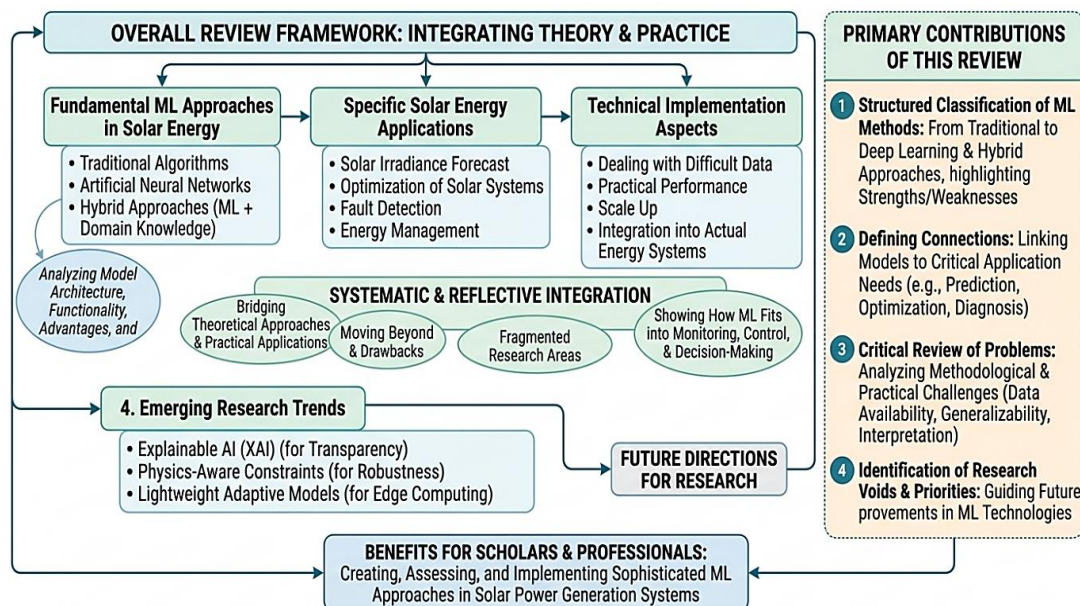 OVERALL REVIEW FRAMEWORK: INTEGRATING THEORY & PRACTICE
Fundamental ML Approaches
in Solar Energy
• Traditional Algorithms
• Artificial Neural Networks
• Hybrid Approaches (ML +
Domain Knowledge)
Analyzing Model
Architecture,
Functionality,
Advantages, and
Specific Solar Energy
Applications
• Solar Irradiance Forecast
• Optimization of Solar Systems
• Fault Detection
• Energy Management
Technical Implementation
Aspects
• Dealing with Difficult Data
• Practical Performance
• Scale Up
• Integration into Actual
Energy Systems
SYSTEMATIC & REFLECTIVE INTEGRATION
Bridging
Theoretical Approaches
& Practical Applications
Moving Beyond
& Drawbacks
Fragmented
Research Areas
Showing How ML Fits
into Monitoring, Control,
& Decision-Making
4. Emerging Research Trends
• Explainable AI (XAI) (for Transparency)
• Physics-Aware Constraints (for Robustness)
• Lightweight Adaptive Models (for Edge Computing)
FUTURE DIRECTIONS
FOR RESEARCH
BENEFITS FOR SCHOLARS & PROFESSIONALS:
Creating, Assessing, and Implementing Sophisticated ML
Approaches in Solar Power Generation Systems
PRIMARY CONTRIBUTIONS
OF THIS REVIEW
1 Structured Classification of ML
Methods: From Traditional to
Deep Learning & Hybrid
Approaches, highlighting
Strengths/Weaknesses
2 Defining Connections: Linking
Models to Critical Application
Needs (e.g., Prediction,
Optimization, Diagnosis)
3 Critical Review of Problems:
Analyzing Methodological &
Practical Challenges (Data
Availability, Generalizability,
Interpretation)
4 Identification of Research
Voids & Priorities: Guiding Future
provements in ML Technologies